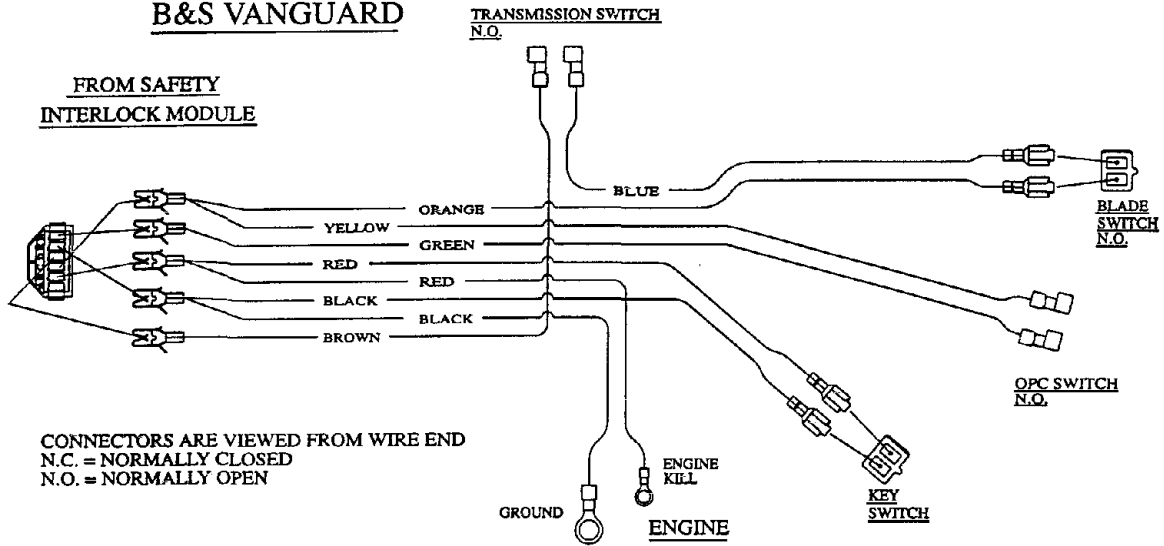 B&S VANGUARD
TRANSMISSION SWITCH
N.O.
FROM SAFETY
INTERLOCK MODULE
BLUE
ORANGE
YELLOW
GREEN
RED
RED
BLACK
BLACK
BROWN
BLADE
SWITCH
N.O.
OPC SWITCH
N.O.
CONNECTORS ARE VIEWED FROM WIRE END
N.C. = NORMALLY CLOSED
N.O. = NORMALLY OPEN
ENGINE
KILL
GROUND
ENGINE
KEY
SWITCH